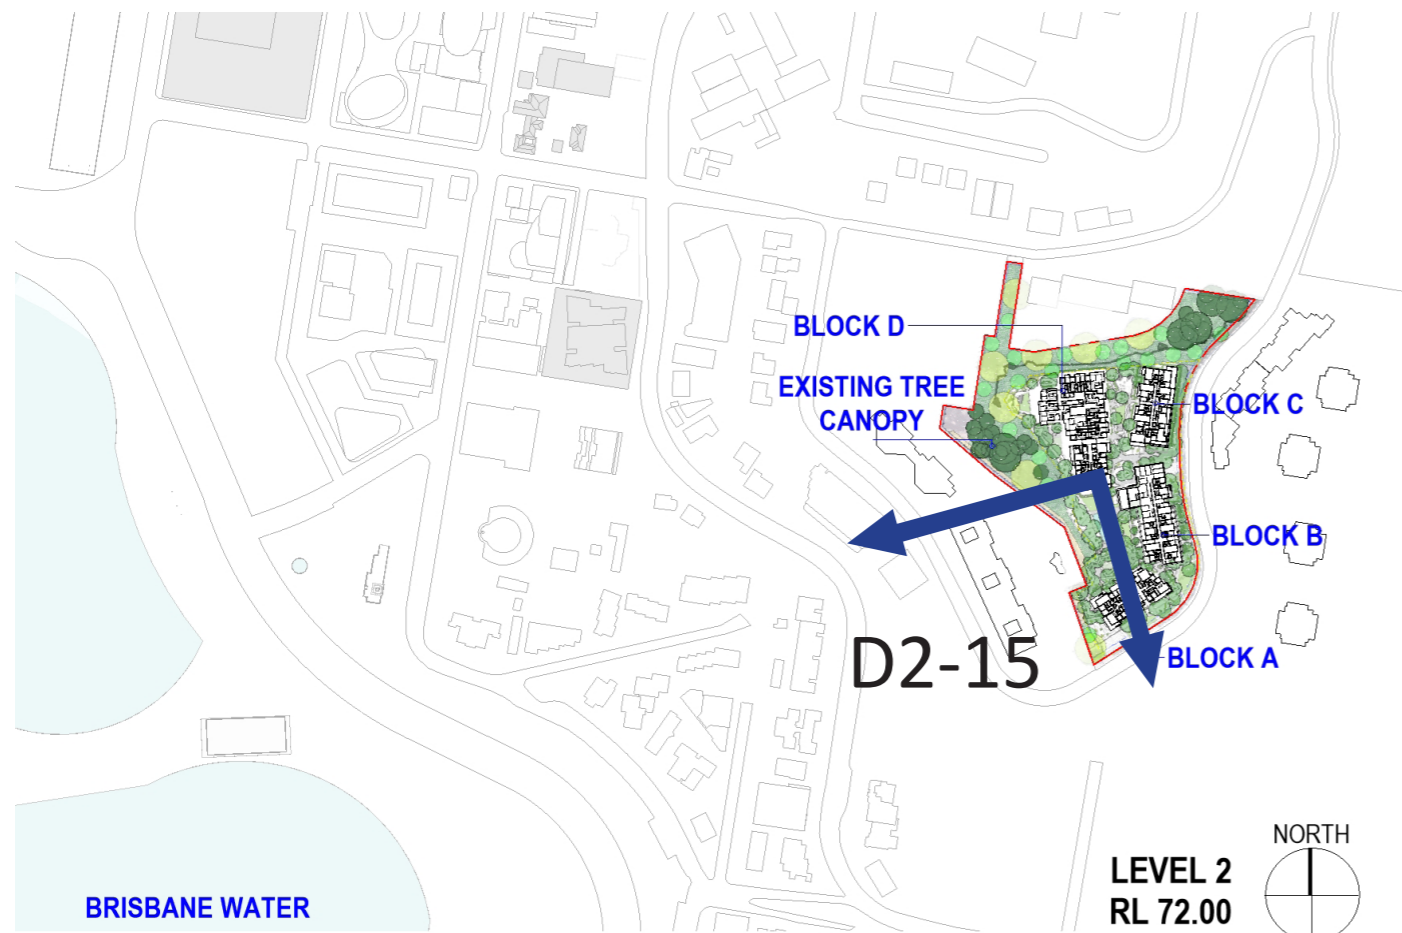 BLOCK D
EXISTING TREE
CANOPY
BLOCK C
BLOCK B
D2-15
BLOCK A
NORTH
LEVEL 2
RL 72.00
BRISBANE WATER